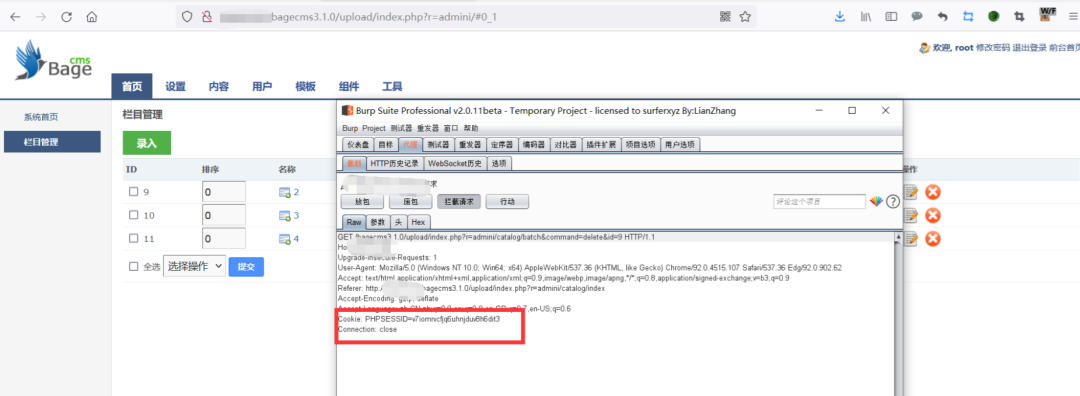 bagecms3.1.0/upload/index.php?r=admini/#0_1
W/F
cms
Bage
欢迎, root 修改密码 退出登录 前台首页
首页 设置 内容 用户 模板 组件 工具
系统首页
栏目管理
栏目管理
录入
ID 排序 名称 操作
9 0 2
10 0 3
11 0 4
全选 选择操作 提交
Burp Suite Professional v2.0.11beta - Temporary Project - licensed to surferxyz By:LianZhang
Burp Project 测试器 重发器 窗口 帮助
仪表盘 目标 代理 测试器 重发器 定序器 编码器 对比器 插件扩展 项目选项 用户选项
HTTP历史记录 WebSocket历史 选项
放包 拦截请求 行动 评论这个项目
Raw 参数 头 Hex
GET /bagecms3.1.0/upload/index.php?r=admini/catalog/batch&command=delete&id=9 HTTP/1.1
Upgrade-Insecure-Requests: 1
User-Agent: Mozilla/5.0 (Windows NT 10.0; Win64; x64) AppleWebKit/537.36 (KHTML, like Gecko) Chrome/92.0.4515.107 Safari/537.36 Edg/92.0.902.62
Accept: text/html,application/xhtml+xml,application/xml;q=0.9,image/webp,image/apng,*/*;q=0.8,application/signed-exchange;v=b3;q=0.9
Referer: http:/ bagecms3.1.0/upload/index.php?r=admini/catalog/index
Accept-Encoding: gzip, deflate
en-US;q=0.6
Cookie:
Connection: close